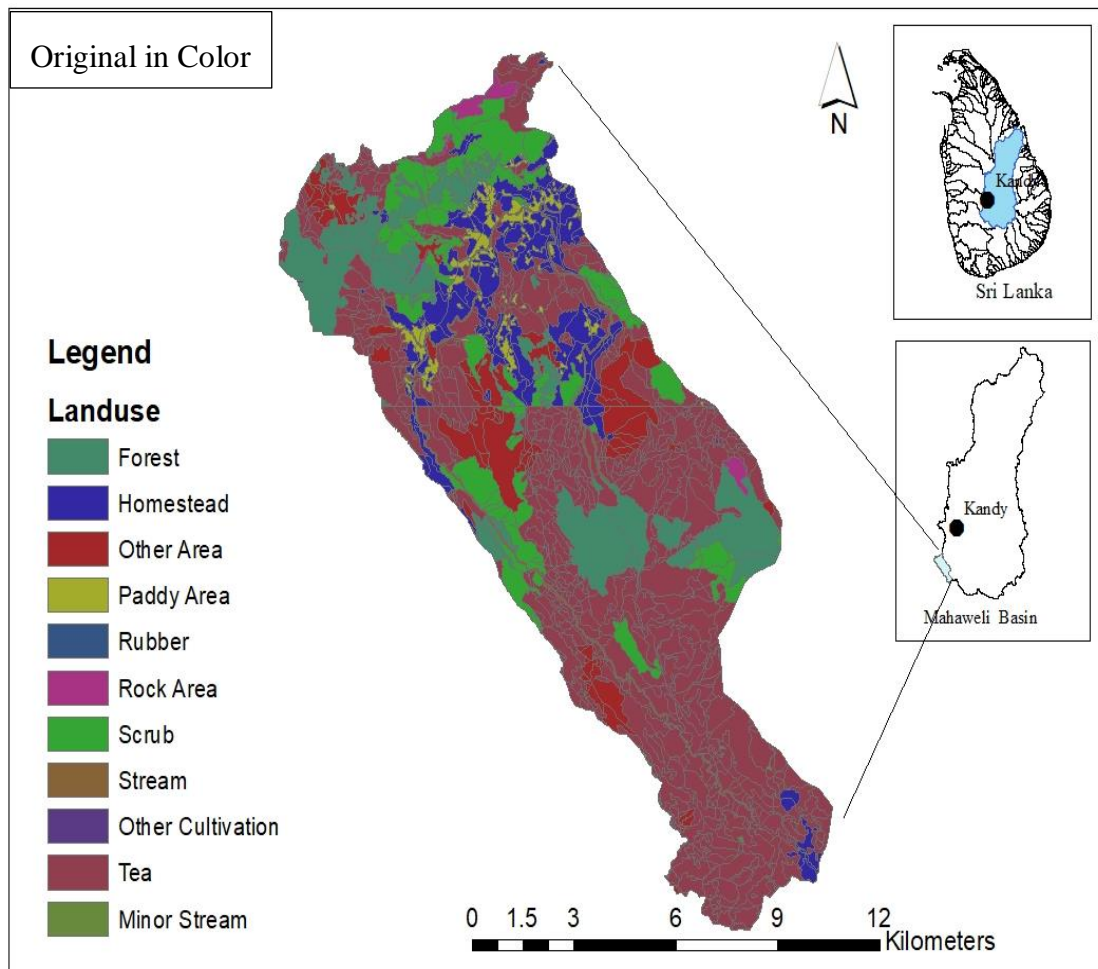 Original in Color
N
Kandy
Sri Lanka
Kandy
Mahaweli Basin
Legend
Landuse
Forest
Homestead
Other Area
Paddy Area
Rubber
Rock Area
Scrub
Stream
Other Cultivation
Tea
Minor Stream
0 1.5 3 6 9 12
Kilometers